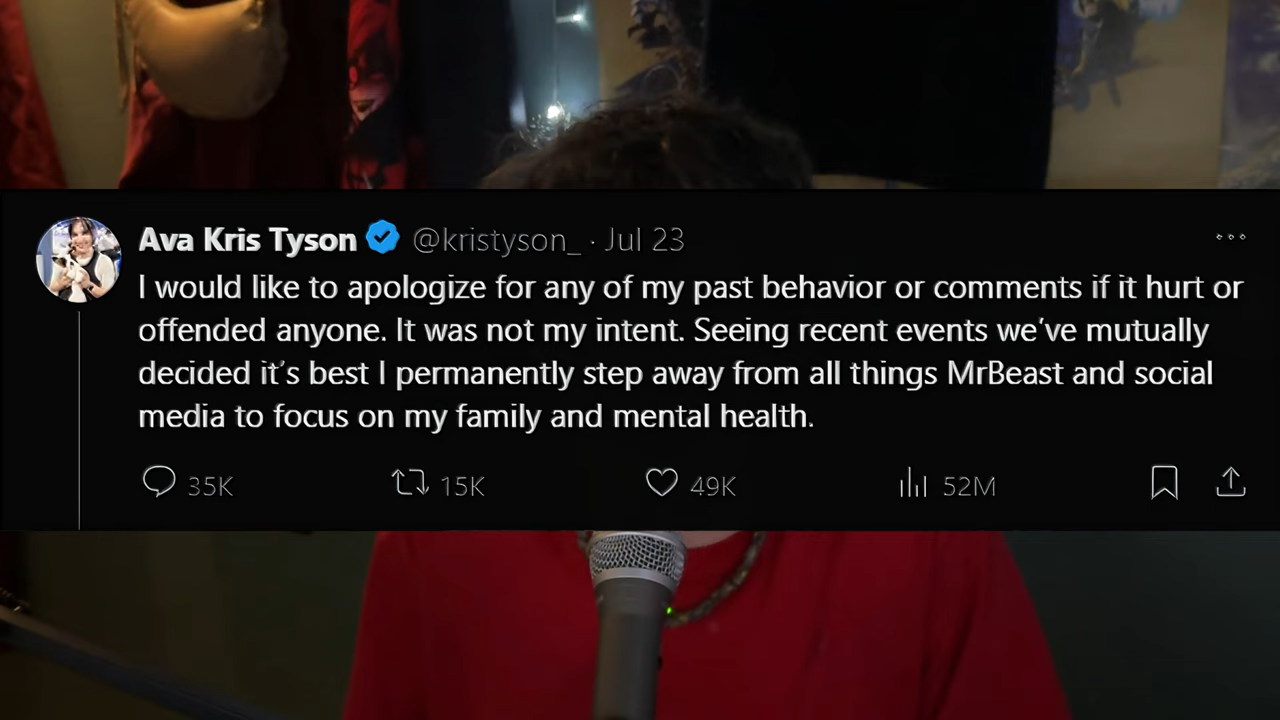 Ava Kris Tyson @kristyson_ · Jul 23
I would like to apologize for any of my past behavior or comments if it hurt or
offended anyone. It was not my intent. Seeing recent events we’ve mutually
decided it’s best I permanently step away from all things MrBeast and social
media to focus on my family and mental health.
35K 15K 49K 52M